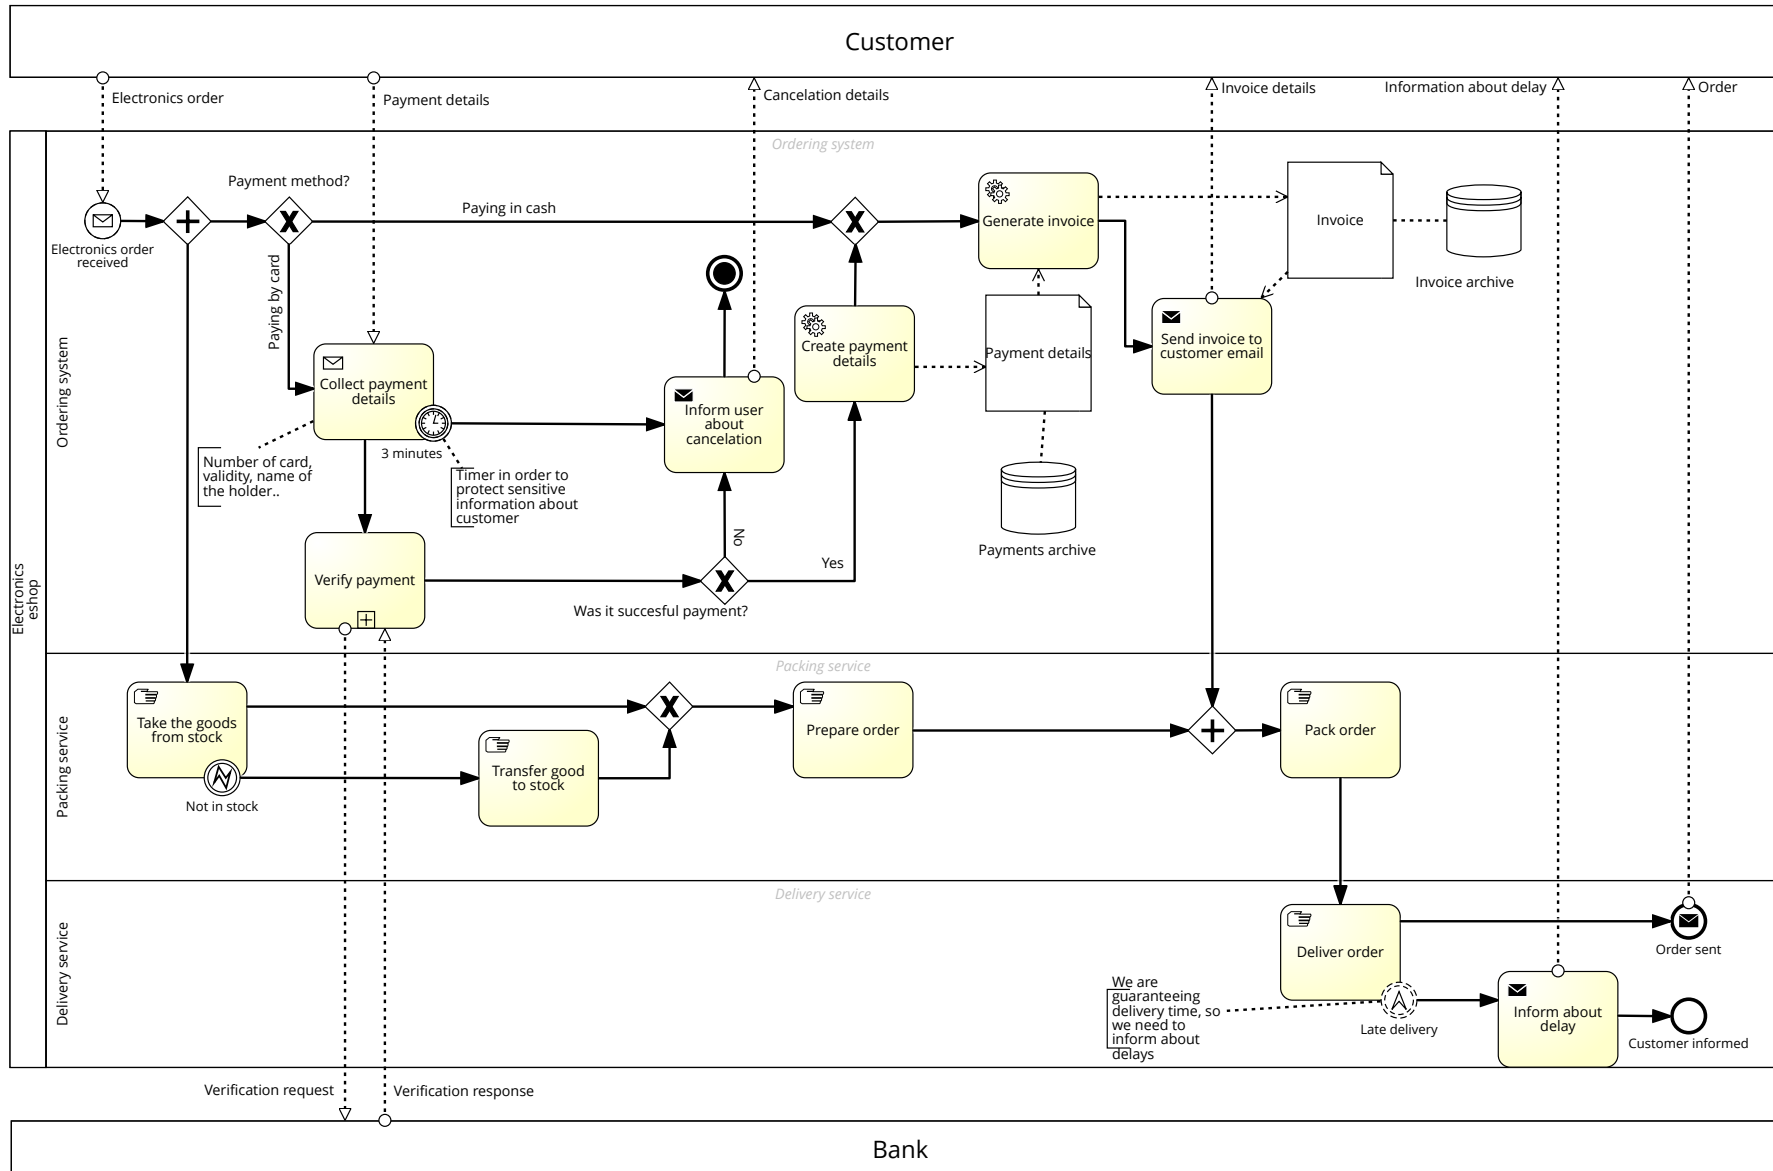 Customer
Electronics order
Payment details
Cancelation details
Invoice details
Information about delay
Order
Electronics
eshop
Ordering system
Ordering system
Payment method?
Electronics order
received
Paying in cash
Paying by card
Generate invoice
Invoice
Invoice archive
Collect payment
details
3 minutes
Number of card,
validity, name of
the holder..
Timer in order to
protect sensitive
information about
customer
Inform user
about
cancelation
Create payment
details
Payment details
Payments archive
Send invoice to
customer email
Verify payment
No
Yes
Was it succesful payment?
Packing service
Packing service
Take the goods
from stock
Not in stock
Transfer good
to stock
Prepare order
Pack order
Delivery service
Delivery service
Deliver order
Late delivery
We are
guaranteeing
delivery time, so
we need to
inform about
delays
Inform about
delay
Order sent
Customer informed
Verification request
Verification response
Bank